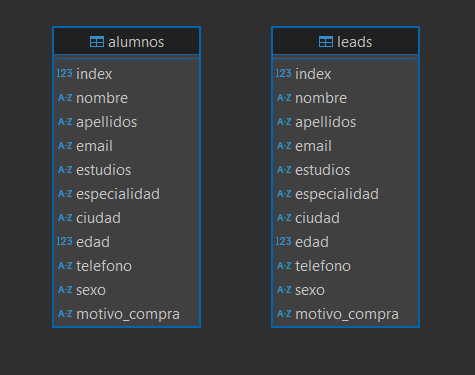 alumnos
123 index
A-Z nombre
A-Z apellidos
A-Z email
A-Z estudios
A-Z especialidad
A-Z ciudad
123 edad
A-Z telefono
A-Z sexo
A-Z motivo_compra
leads
123 index
A-Z nombre
A-Z apellidos
A-Z email
A-Z estudios
A-Z especialidad
A-Z ciudad
123 edad
A-Z telefono
A-Z sexo
A-Z motivo_compra